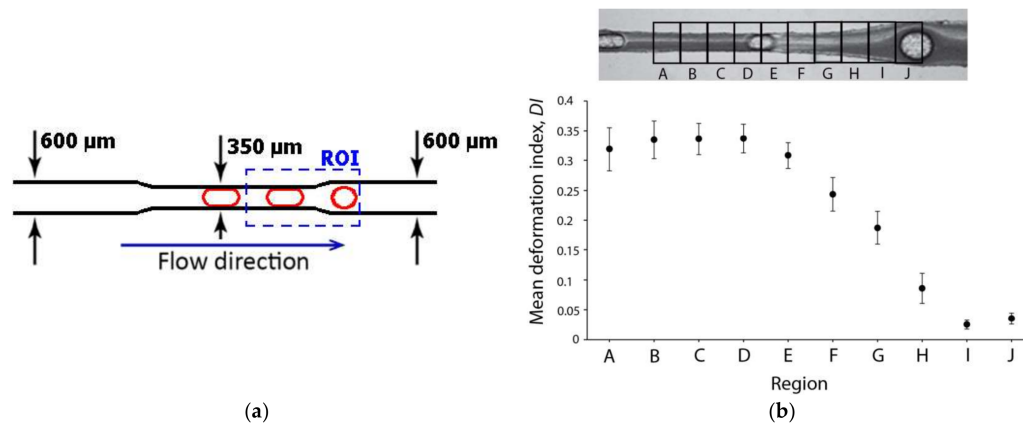 600 µm
350 µm
600 µm
ROI
Flow direction
(a)
A B C D E F G H I J
Mean deformation index, DI
0.4
0.35
0.3
0.25
0.2
0.15
0.1
0.05
0
A B C D E F G H I J
Region
(b)